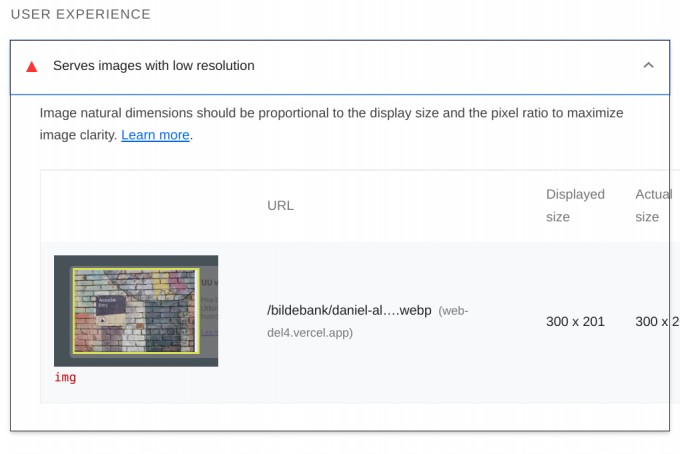 USER EXPERIENCE
Serves images with low resolution
Image natural dimensions should be proportional to the display size and the pixel ratio to maximize
image clarity. Learn more.
URL
Displayed
size
Actual
size
/bildebank/daniel-al….webp (web-
del4.vercel.app)
300 x 201
300 x 2
img